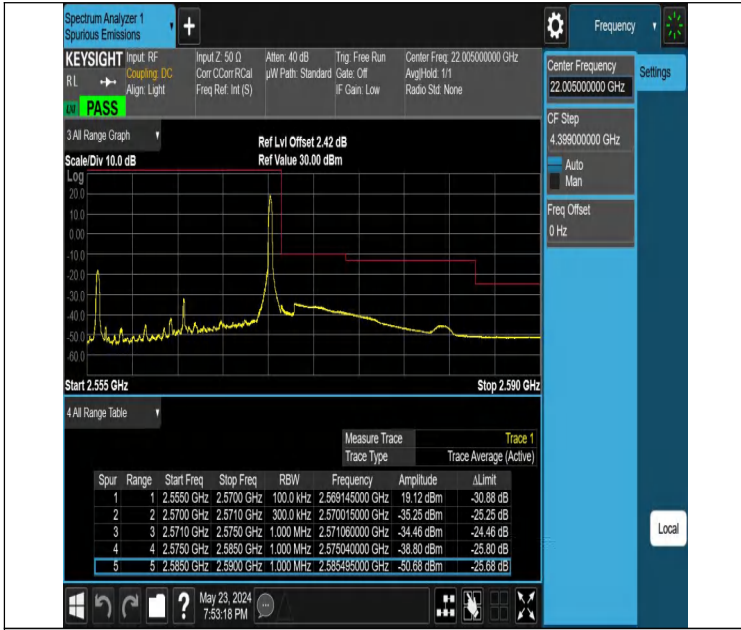 Spectrum Analyzer 1
Spurious Emissions
Frequency
KEYSIGHT
RL
Input: RF
Coupling: DC
Align: Light
Input Z: 50 Ω
Corr CCorr RCal
Freq Ref: Int (S)
Atten: 40 dB
µW Path: Standard
Trig: Free Run
Gate: Off
IF Gain: Low
Center Freq: 22.005000000 GHz
Avg|Hold: 1/1
Radio Std: None
PASS
Center Frequency
22.005000000 GHz
Settings
CF Step
4.399000000 GHz
Auto
Man
Freq Offset
0 Hz
3 All Range Graph
Ref Lvl Offset 2.42 dB
Scale/Div 10.0 dB
Ref Value 30.00 dBm
Log
20.0
10.0
0.00
-10.0
-20.0
-30.0
-40.0
-50.0
-60.0
Start 2.555 GHz
Stop 2.590 GHz
4 All Range Table
Measure Trace Trace 1
Trace Type Trace Average (Active)
Spur Range Start Freq Stop Freq RBW Frequency Amplitude ΔLimit
1 1 2.5550 GHz 2.5700 GHz 100.0 kHz 2.569145000 GHz 19.12 dBm -30.88 dB
2 2 2.5700 GHz 2.5710 GHz 300.0 kHz 2.570015000 GHz -35.25 dBm -25.25 dB
3 3 2.5710 GHz 2.5750 GHz 1.000 MHz 2.571060000 GHz -34.46 dBm -24.46 dB
4 4 2.5750 GHz 2.5850 GHz 1.000 MHz 2.575040000 GHz -38.80 dBm -25.80 dB
5 5 2.5850 GHz 2.5900 GHz 1.000 MHz 2.585495000 GHz -50.68 dBm -25.68 dB
Local
May 23, 2024
7:53:18 PM